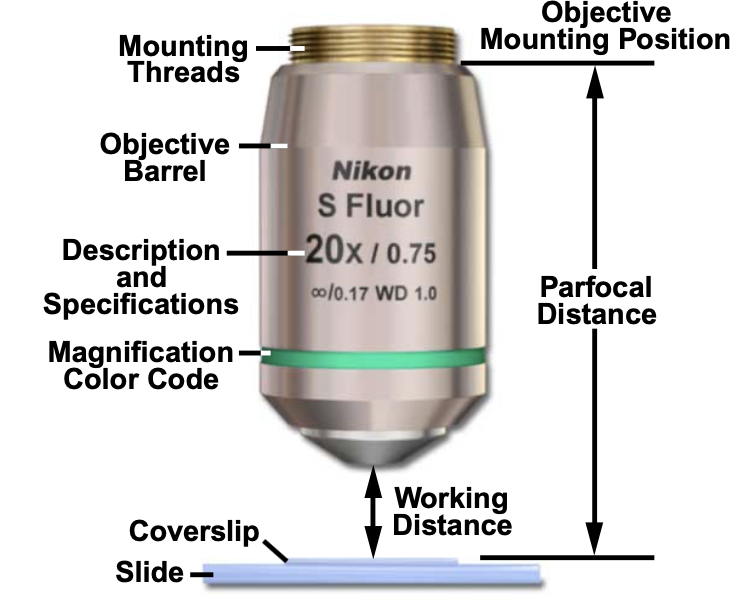 Objective
Mounting Position
Mounting
Threads
Objective
Barrel
Nikon
S Fluor
Description
and
Specifications
20x / 0.75
∞/0.17 WD 1.0
Parfocal
Distance
Magnification
Color Code
Working
Distance
Coverslip
Slide